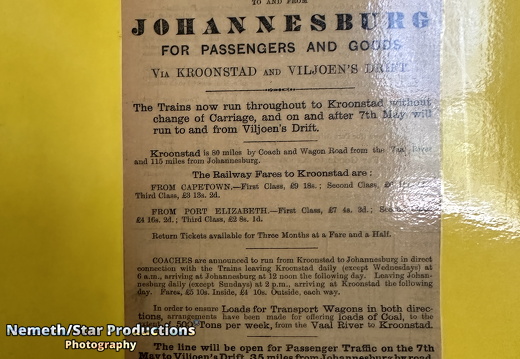 TO AND FROM
JOHANNESBURG
FOR PASSENGERS AND GOODS
VIA KROONSTAD AND VILJOEN'S DRIFT
The Trains now run throughout to Kroonstad without
change of Carriage, and on and after 7th May will
run to and from Viljoen's Drift.
Kroonstad is 80 miles by Coach and Wagon Road from the Vaal River
and 115 miles from Johannesburg.
The Railway Fares to Kroonstad are:
FROM CAPETOWN.—First Class, £9 18s.; Second Class,
Third Class, £3 13s. 2d.
FROM PORT ELIZABETH.—First Class, £7 4s. 3d.;
£4 16s. 2d.; Third Class, £2 8s. 1d.
Return Tickets available for Three Months at a Fare and a Half.
COACHES are announced to run from Kroonstad to Johannesburg in direct
connection with the Trains leaving Kroonstad daily (except Wednesdays) at
6 a.m., arriving at Johannesburg at 12 noon the following day. Leaving Johan-
nesburg daily (except Sundays) at 2 p.m., arriving at Kroonstad the following
day. Fares, £5 10s. Inside, £4 10s. Outside, each way.
In order to ensure Loads for Transport Wagons in both direc-
tions, arrangements have been made for offering loads of Coal, to the
of 500 Tons per week, from the Vaal River to Kroonstad.
The line will be open for Passenger Traffic on the 7th
May to Viljoen's Drift, 35 miles from Johannesburg
Nemeth/Star Productions
Photography